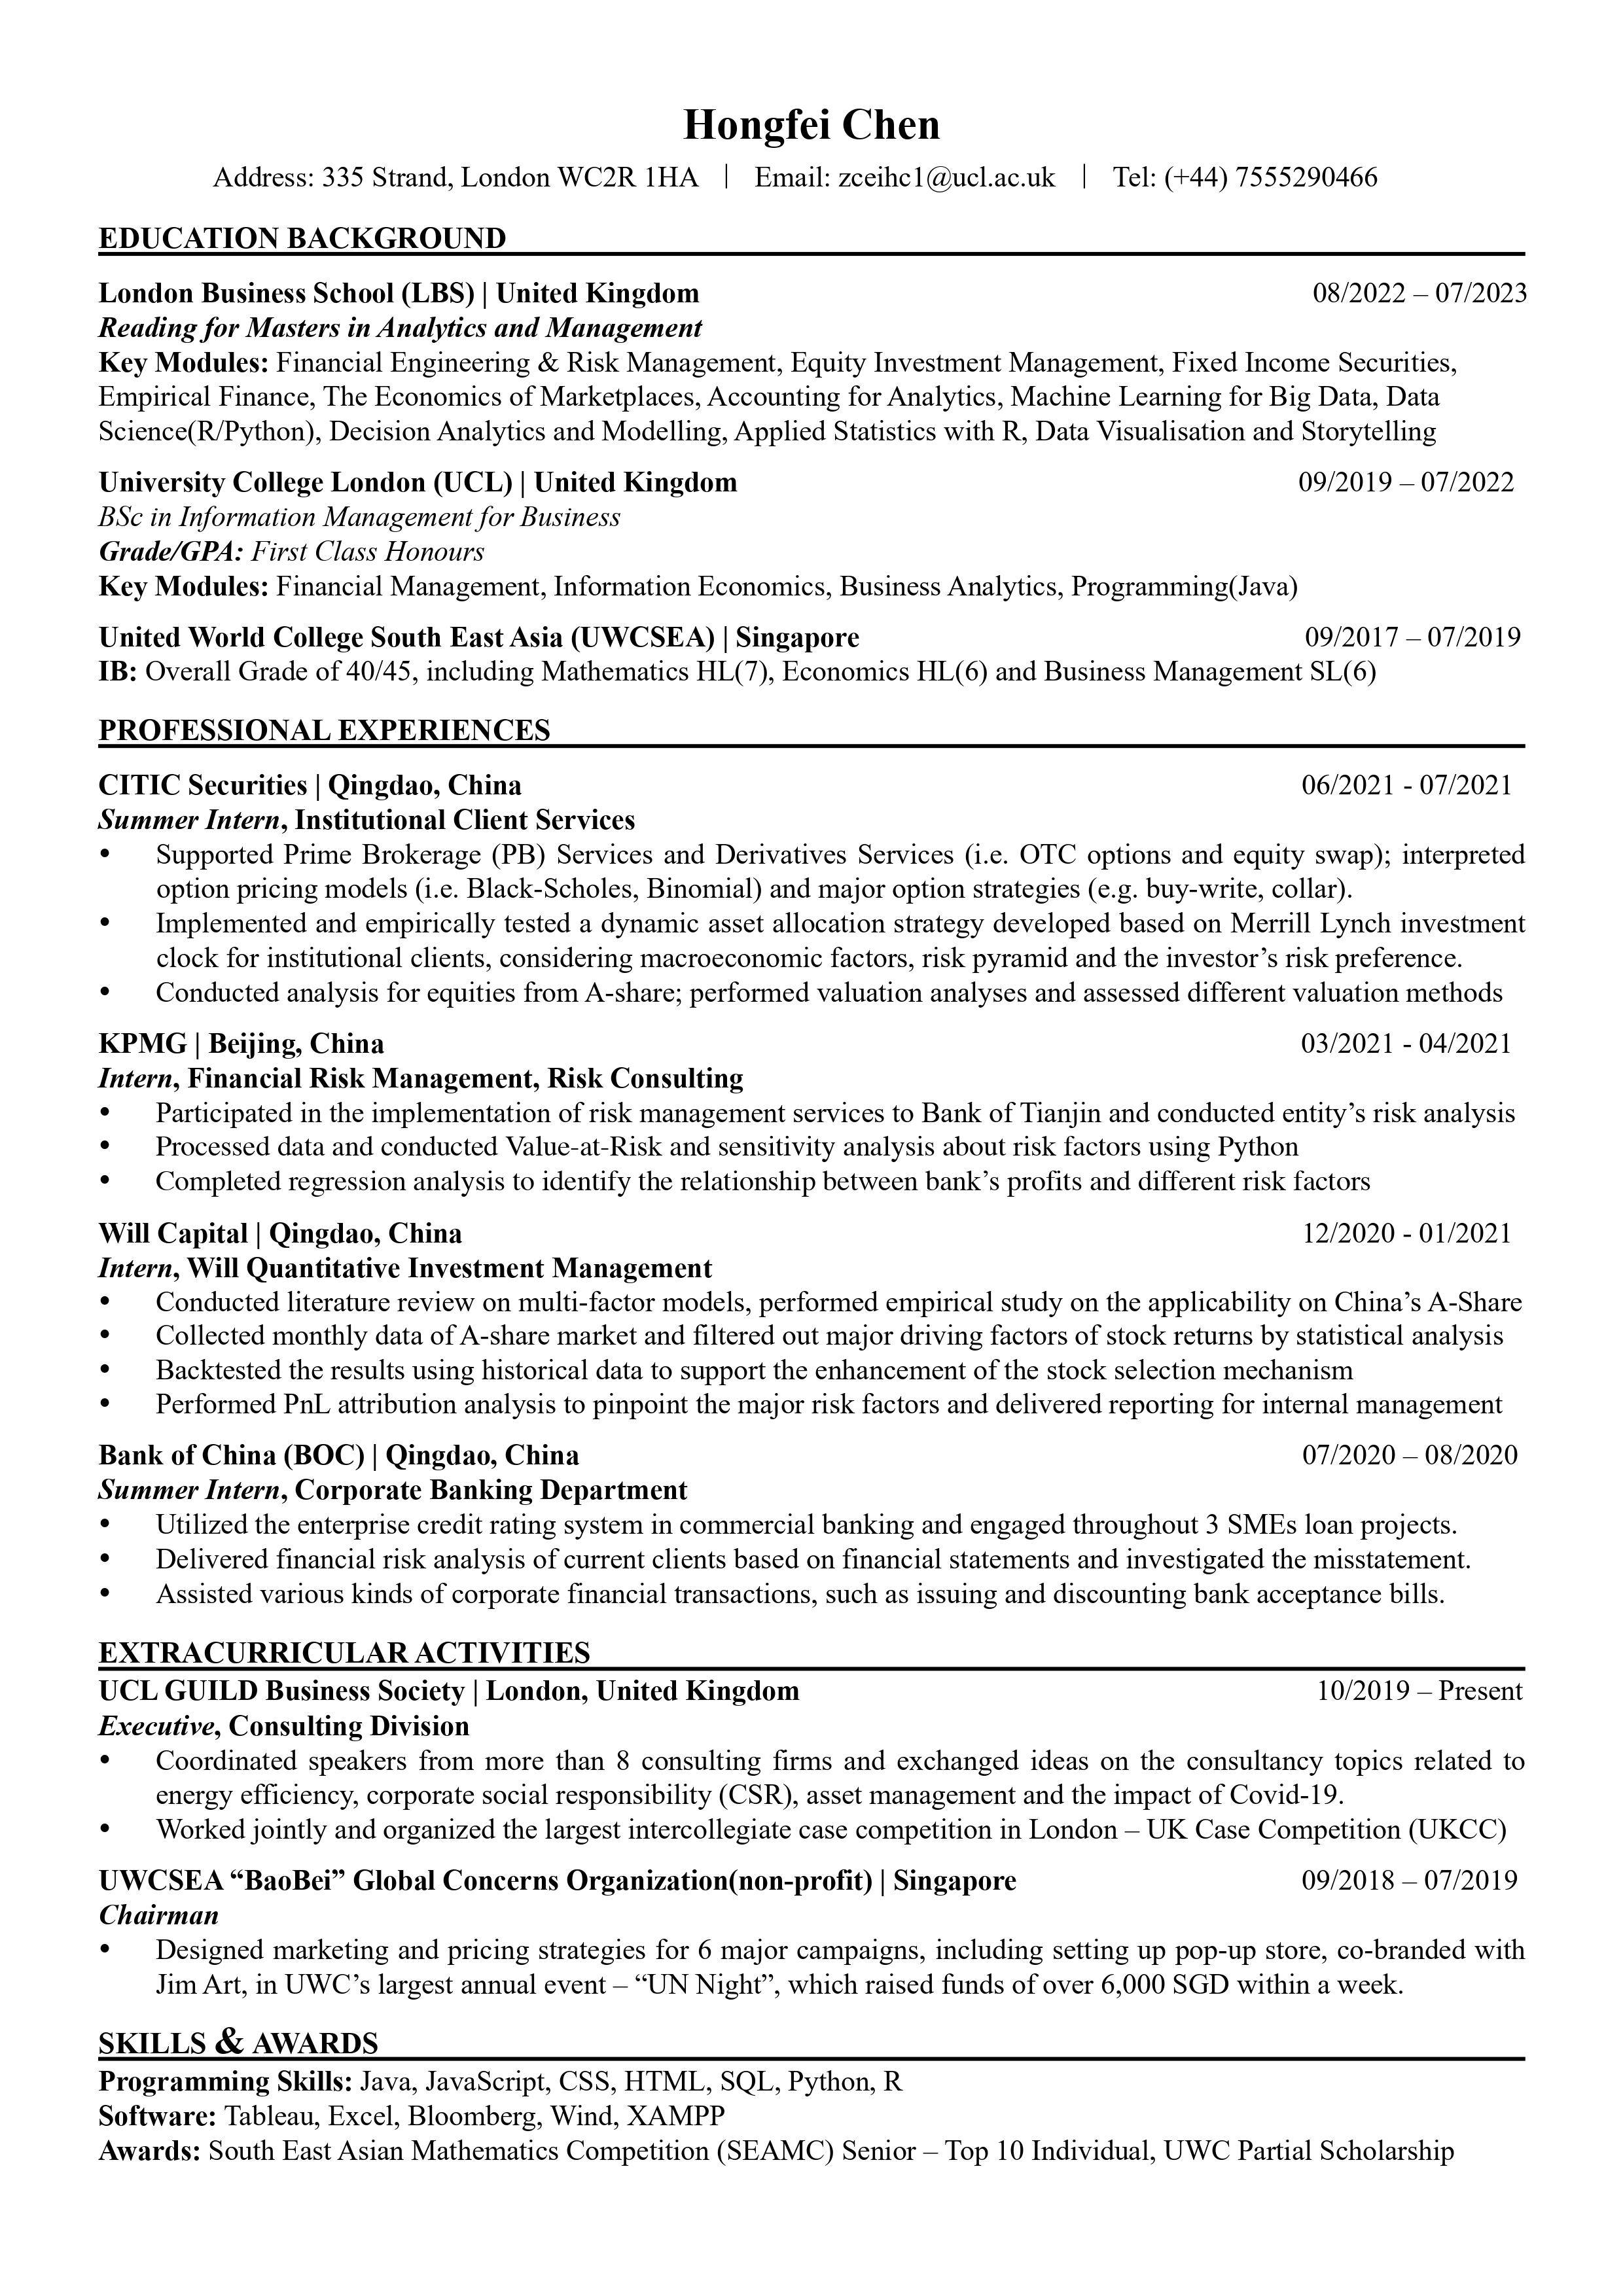 Hongfei Chen
Address: 335 Strand, London WC2R 1HA | Email: zceihc1@ucl.ac.uk | Tel: (+44) 7555290466
EDUCATION BACKGROUND
London Business School (LBS) | United Kingdom 08/2022 – 07/2023
Reading for Masters in Analytics and Management
Key Modules: Financial Engineering & Risk Management, Equity Investment Management, Fixed Income Securities,
Empirical Finance, The Economics of Marketplaces, Accounting for Analytics, Machine Learning for Big Data, Data
Science(R/Python), Decision Analytics and Modelling, Applied Statistics with R, Data Visualisation and Storytelling
University College London (UCL) | United Kingdom 09/2019 – 07/2022
BSc in Information Management for Business
Grade/GPA: First Class Honours
Key Modules: Financial Management, Information Economics, Business Analytics, Programming(Java)
United World College South East Asia (UWCSEA) | Singapore 09/2017 – 07/2019
IB: Overall Grade of 40/45, including Mathematics HL(7), Economics HL(6) and Business Management SL(6)
PROFESSIONAL EXPERIENCES
CITIC Securities | Qingdao, China 06/2021 - 07/2021
Summer Intern, Institutional Client Services
• Supported Prime Brokerage (PB) Services and Derivatives Services (i.e. OTC options and equity swap); interpreted
option pricing models (i.e. Black-Scholes, Binomial) and major option strategies (e.g. buy-write, collar).
• Implemented and empirically tested a dynamic asset allocation strategy developed based on Merrill Lynch investment
clock for institutional clients, considering macroeconomic factors, risk pyramid and the investor’s risk preference.
• Conducted analysis for equities from A-share; performed valuation analyses and assessed different valuation methods
KPMG | Beijing, China 03/2021 - 04/2021
Intern, Financial Risk Management, Risk Consulting
• Participated in the implementation of risk management services to Bank of Tianjin and conducted entity’s risk analysis
• Processed data and conducted Value-at-Risk and sensitivity analysis about risk factors using Python
• Completed regression analysis to identify the relationship between bank’s profits and different risk factors
Will Capital | Qingdao, China 12/2020 - 01/2021
Intern, Will Quantitative Investment Management
• Conducted literature review on multi-factor models, performed empirical study on the applicability on China’s A-Share
• Collected monthly data of A-share market and filtered out major driving factors of stock returns by statistical analysis
• Backtested the results using historical data to support the enhancement of the stock selection mechanism
• Performed PnL attribution analysis to pinpoint the major risk factors and delivered reporting for internal management
Bank of China (BOC) | Qingdao, China 07/2020 – 08/2020
Summer Intern, Corporate Banking Department
• Utilized the enterprise credit rating system in commercial banking and engaged throughout 3 SMEs loan projects.
• Delivered financial risk analysis of current clients based on financial statements and investigated the misstatement.
• Assisted various kinds of corporate financial transactions, such as issuing and discounting bank acceptance bills.
EXTRACURRICULAR ACTIVITIES
UCL GUILD Business Society | London, United Kingdom 10/2019 – Present
Executive, Consulting Division
• Coordinated speakers from more than 8 consulting firms and exchanged ideas on the consultancy topics related to
energy efficiency, corporate social responsibility (CSR), asset management and the impact of Covid-19.
• Worked jointly and organized the largest intercollegiate case competition in London – UK Case Competition (UKCC)
UWCSEA “BaoBei” Global Concerns Organization(non-profit) | Singapore 09/2018 – 07/2019
Chairman
• Designed marketing and pricing strategies for 6 major campaigns, including setting up pop-up store, co-branded with
Jim Art, in UWC’s largest annual event – “UN Night”, which raised funds of over 6,000 SGD within a week.
SKILLS & AWARDS
Programming Skills: Java, JavaScript, CSS, HTML, SQL, Python, R
Software: Tableau, Excel, Bloomberg, Wind, XAMPP
Awards: South East Asian Mathematics Competition (SEAMC) Senior – Top 10 Individual, UWC Partial Scholarship